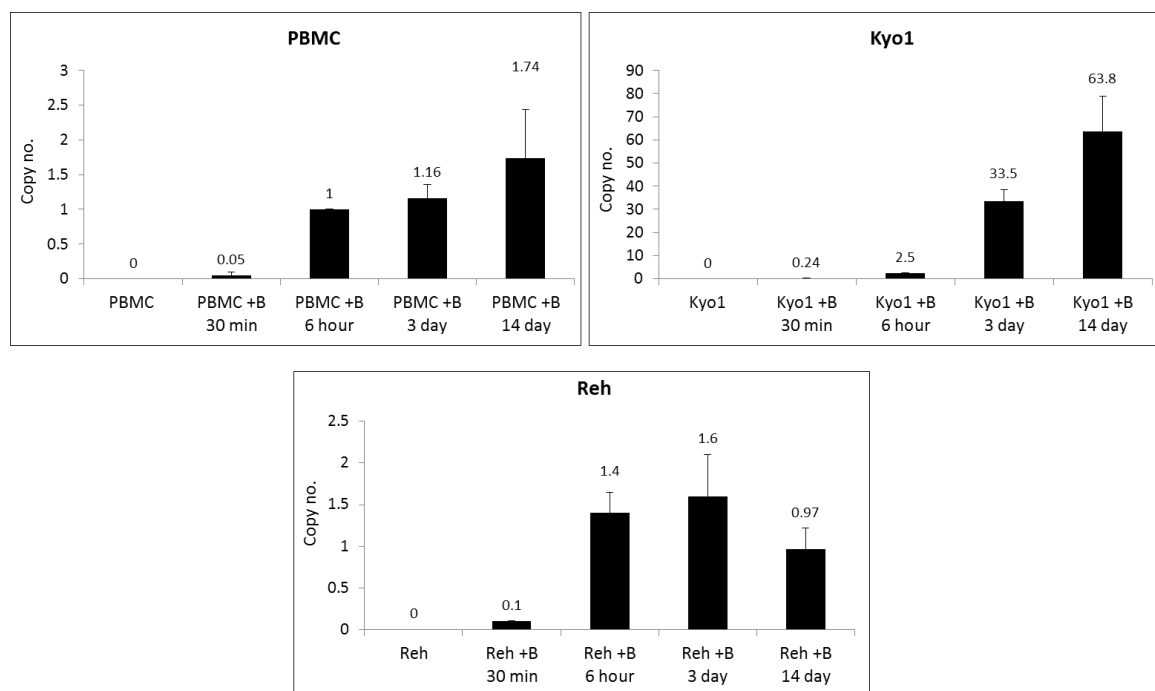 PBMC
Copy no.
3
2.5
2
1.5
1
0.5
0
0
0.05
1
1.16
1.74
PBMC
PBMC +B
30 min
PBMC +B
6 hour
PBMC +B
3 day
PBMC +B
14 day
Kyo1
Copy no.
90
80
70
60
50
40
30
20
10
0
0
0.24
2.5
33.5
63.8
Kyo1
Kyo1 +B
30 min
Kyo1 +B
6 hour
Kyo1 +B
3 day
Kyo1 +B
14 day
Reh
Copy no.
2.5
2
1.5
1
0.5
0
0
0.1
1.4
1.6
0.97
Reh
Reh +B
30 min
Reh +B
6 hour
Reh +B
3 day
Reh +B
14 day